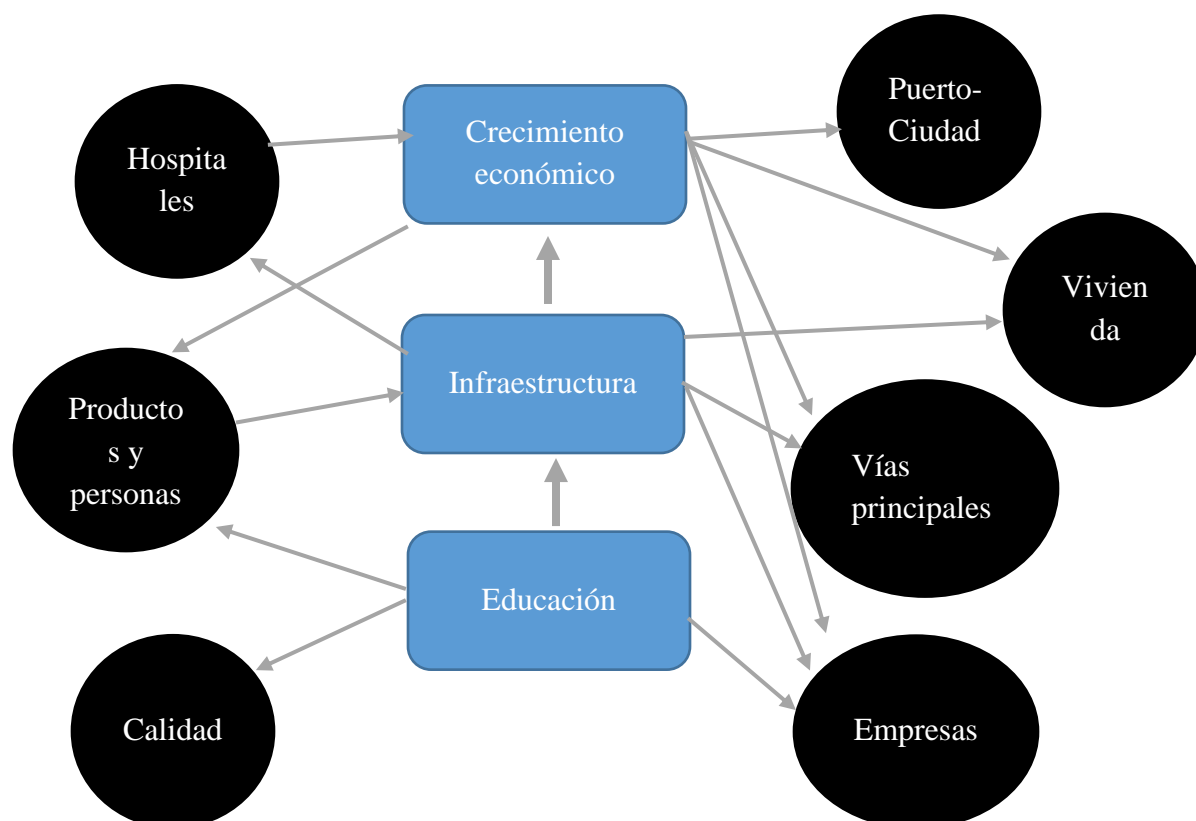 Hospita
les
Crecimiento
económico
Puerto-
Ciudad
Vivien
da
Infraestructura
Producto
s y
personas
Vías
principales
Educación
Calidad
Empresas